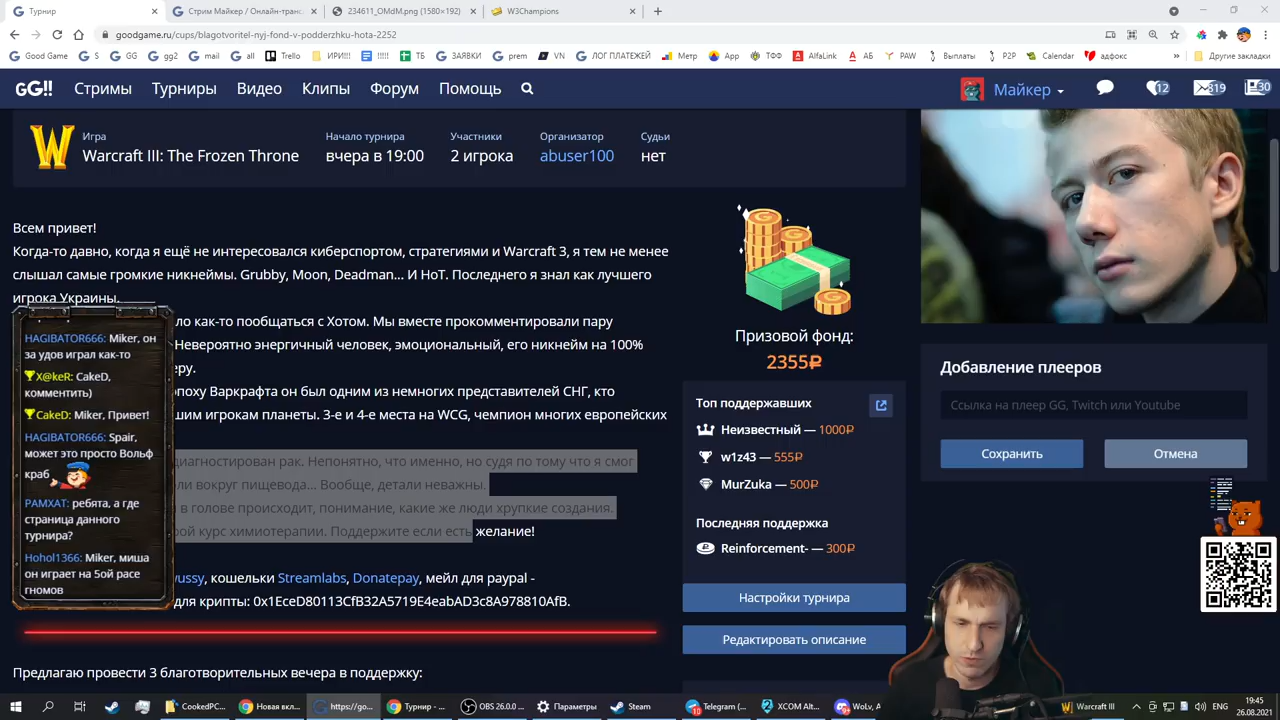 Турнир
Стрим Майкер / Онлайн-транс
234611_OMdM.png (1580×192)
W3Champions
goodgame.ru/cups/blagotvoritel-nyj-fond-v-podderzhku-hota-2252
Good Game
S
GG
gg2
mail
all
Trello
ИРИ!!!
!!!!
ТБ
ЗАЯВКИ
prem
VN
ЛОГ ПЛАТЕЖЕЙ
Метр
App
ТФФ
AlfaLink
АБ
PAW
Выплаты
P2P
Calendar
адфокс
Другие закладки
GG!!
Стримы
Турниры
Видео
Клипы
Форум
Помощь
Майкер
12
819
30
Игра
Warcraft III: The Frozen Throne
Начало турнира
вчера в 19:00
Участники
2 игрока
Организатор
abuser100
Судьи
нет
Всем привет!
Когда-то давно, когда я ещё не интересовался киберспортом, стратегиями и Warcraft 3, я тем не менее
слышал самые громкие никнеймы. Grubby, Moon, Deadman... И HoT. Последнего я знал как лучшего
игрока Украины.
ло как-то пообщаться с Хотом. Мы вместе прокомментировали пару
Невероятно энергичный человек, эмоциональный, его никнейм на 100%
еру.
эпоху Варкрафта он был одним из немногих представителей СНГ, кто
шим игрокам планеты. 3-е и 4-е места на WCG, чемпион многих европейских
диагностирован рак. Непонятно, что именно, но судя по тому что я смог
ли вокруг пищевода... Вообще, детали неважны.
в голове происходит, понимание, какие же люди хрупкие создания.
рой курс химиотерапии. Поддержите если есть желание!
ussy, кошельки Streamlabs, Donatepay, мейл для paypal -
для крипты: 0x1EceD80113CfB32A5719E4eabAD3c8A978810AfB.
Предлагаю провести 3 благотворительных вечера в поддержку:
HAGIBATOR666: Miker, он
за удов играл как-то
X@keR: CakeD,
комментить)
CakeD: Miker, Привет!
HAGIBATOR666: Spair,
может это просто Вольф
краб
PAMXAT: ребята, а где
страница данного
турнира?
Hohol1366: Miker, миша
он играет на 5ой расе
гномов
Призовой фонд:
2355₽
Топ поддержавших
Неизвестный — 1000₽
w1z43 — 555₽
MurZuka — 500₽
Последняя поддержка
Reinforcement- — 300₽
Настройки турнира
Редактировать описание
Добавление плееров
Ссылка на плеер GG, Twitch или Youtube
Сохранить
Отмена
CookedPC...
Новая вкл...
https://go...
Турнир - ...
OBS 26.0.0 ...
Параметры
Steam
Telegram (...
XCOM Alt...
Wolv, A...
Warcraft III
19:45
26.08.2021